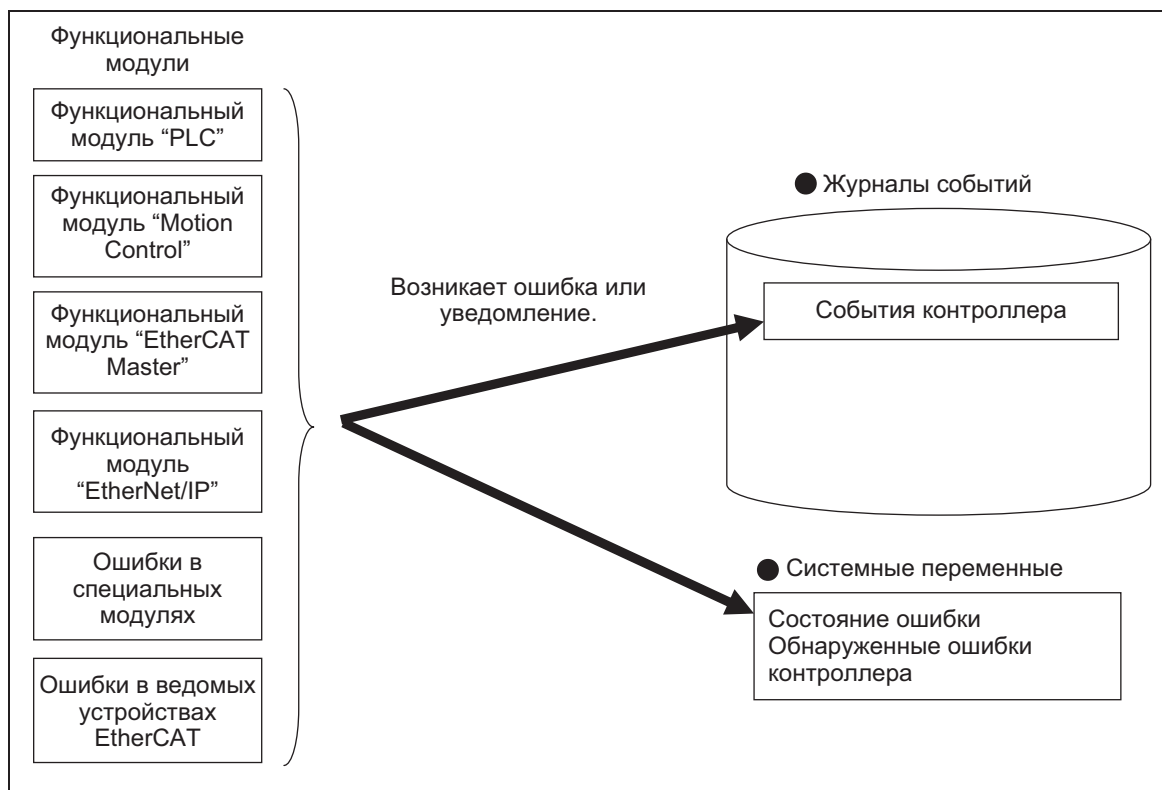 Функциональные
модули
Функциональный
модуль “PLC”
Функциональный
модуль “Motion
Control”
Функциональный
модуль “EtherCAT
Master”
Функциональный
модуль
“EtherNet/IP”
Ошибки в
специальных
модулях
Ошибки в ведомых
устройствах
EtherCAT
Возникает ошибка или
уведомление.
● Журналы событий
События контроллера
● Системные переменные
Состояние ошибки
Обнаруженные ошибки
контроллера